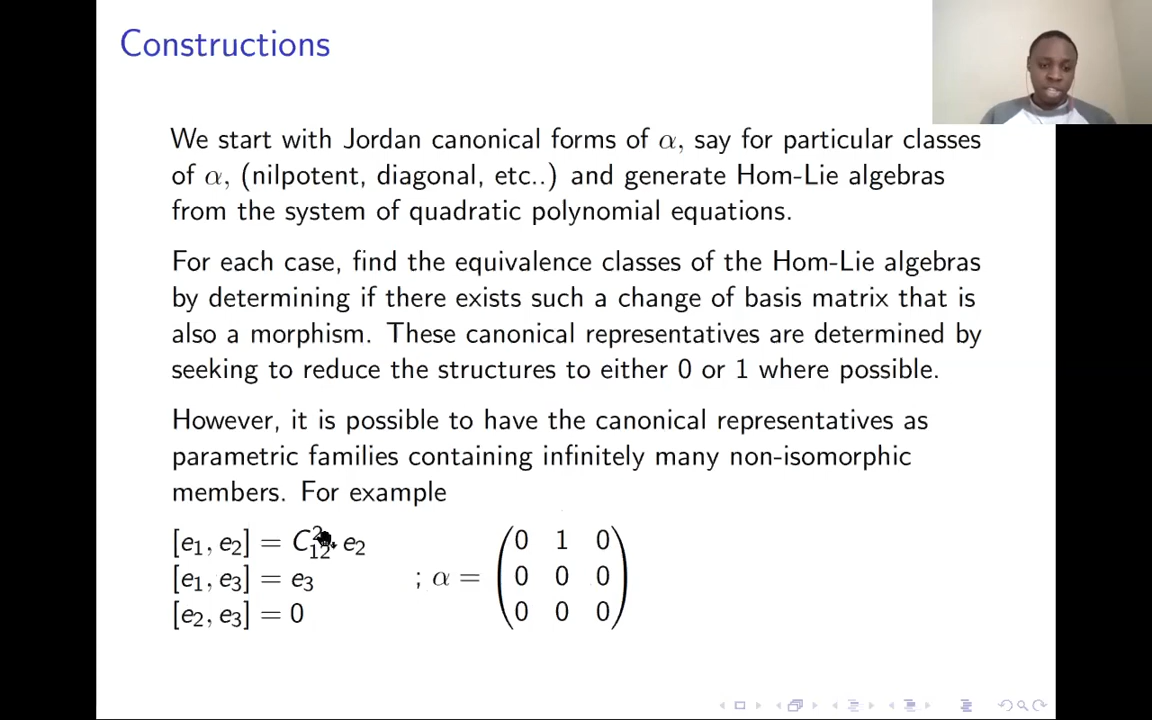 Constructions
We start with Jordan canonical forms of α, say for particular classes
of α, (nilpotent, diagonal, etc..) and generate Hom-Lie algebras
from the system of quadratic polynomial equations.
For each case, find the equivalence classes of the Hom-Lie algebras
by determining if there exists such a change of basis matrix that is
also a morphism. These canonical representatives are determined by
seeking to reduce the structures to either 0 or 1 where possible.
However, it is possible to have the canonical representatives as
parametric families containing infinitely many non-isomorphic
members. For example
[e₁, e₂] = C₁₂² e₂
[e₁, e₃] = e₃
[e₂, e₃] = 0
; α =
0 1 0
0 0 0
0 0 0